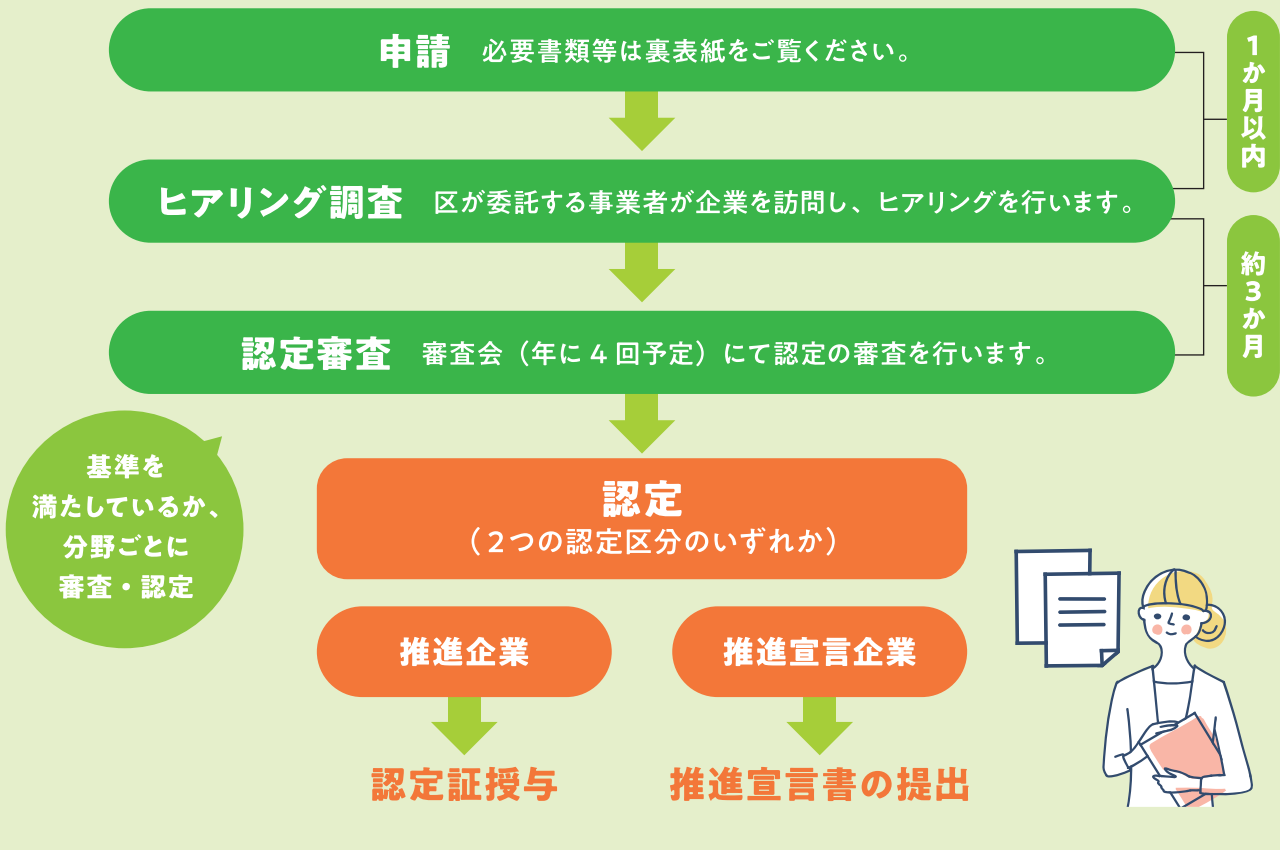 申請 必要書類等は裏表紙をご覧ください。
1か月以内
ヒアリング調査 区が委託する事業者が企業を訪問し、ヒアリングを行います。
約3か月
認定審査 審査会（年に4回予定）にて認定の審査を行います。
基準を
満たしているか、
分野ごとに
審査・認定
認定
（2つの認定区分のいずれか）
推進企業
推進宣言企業
認定証授与
推進宣言書の提出